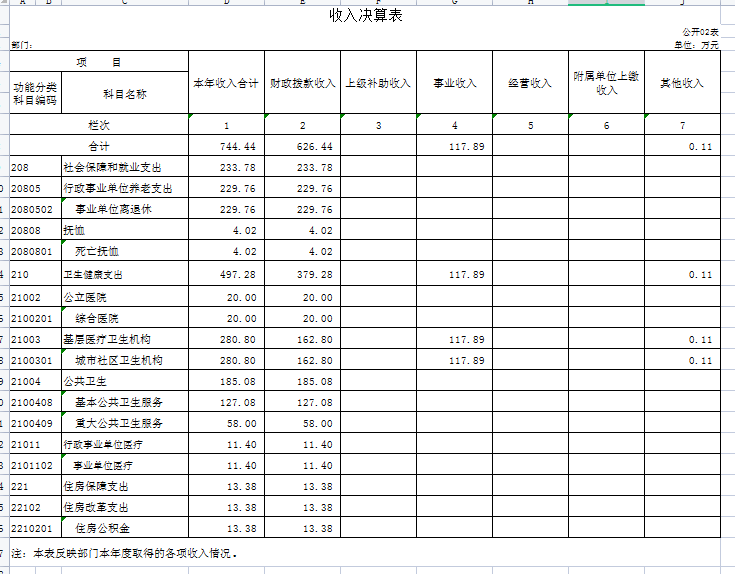 收入决算表
公开02表
部门: 单位: 万元
项 目 本年收入合计 财政拨款收入 上级补助收入 事业收入 经营收入 附属单位上缴收入 其他收入
功能分类科目编码 科目名称
栏次 1 2 3 4 5 6 7
合计 744.44 626.44 117.89 0.11
208 社会保障和就业支出 233.78 233.78
20805 行政事业单位养老支出 229.76 229.76
2080502 事业单位离退休 229.76 229.76
20808 抚恤 4.02 4.02
2080801 死亡抚恤 4.02 4.02
210 卫生健康支出 497.28 379.28 117.89 0.11
21002 公立医院 20.00 20.00
2100201 综合医院 20.00 20.00
21003 基层医疗卫生机构 280.80 162.80 117.89 0.11
2100301 城市社区卫生机构 280.80 162.80 117.89 0.11
21004 公共卫生 185.08 185.08
2100408 基本公共卫生服务 127.08 127.08
2100409 重大公共卫生服务 58.00 58.00
21011 行政事业单位医疗 11.40 11.40
2101102 事业单位医疗 11.40 11.40
221 住房保障支出 13.38 13.38
22102 住房改革支出 13.38 13.38
2210201 住房公积金 13.38 13.38
注: 本表反映部门本年度取得的各项收入情况.